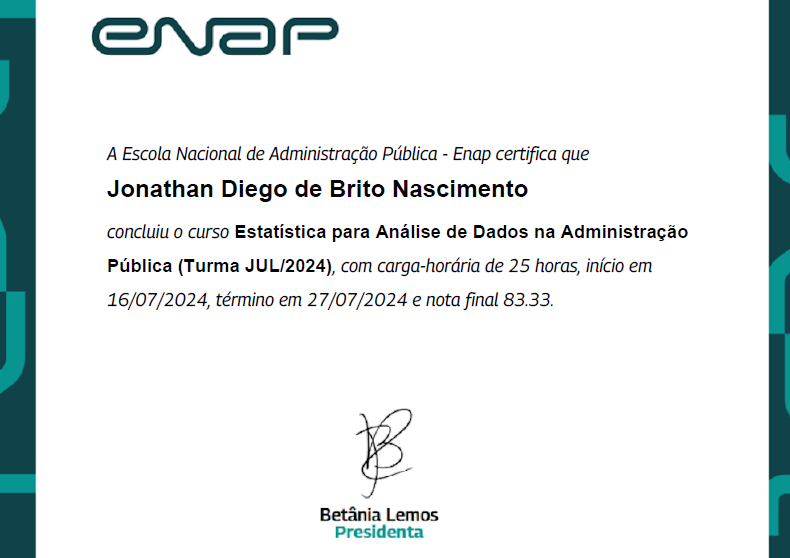 enap
A Escola Nacional de Administração Pública - Enap certifica que
Jonathan Diego de Brito Nascimento
concluiu o curso Estatística para Análise de Dados na Administração
Pública (Turma JUL/2024), com carga-horária de 25 horas, início em
16/07/2024, término em 27/07/2024 e nota final 83.33.
Betânia Lemos
Presidenta